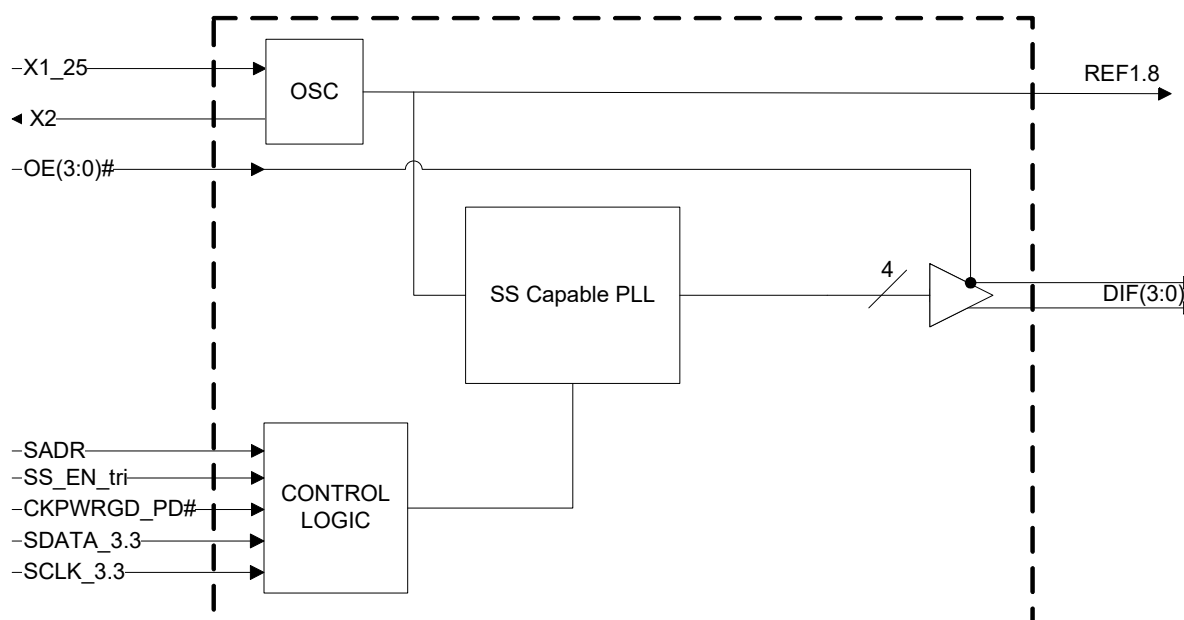 X1_25
OSC
REF1.8
X2
OE(3:0)#
4
SS Capable PLL
DIF(3:0)
SADR
SS_EN_tri
CKPWRGD_PD#
CONTROL
LOGIC
SDATA_3.3
SCLK_3.3